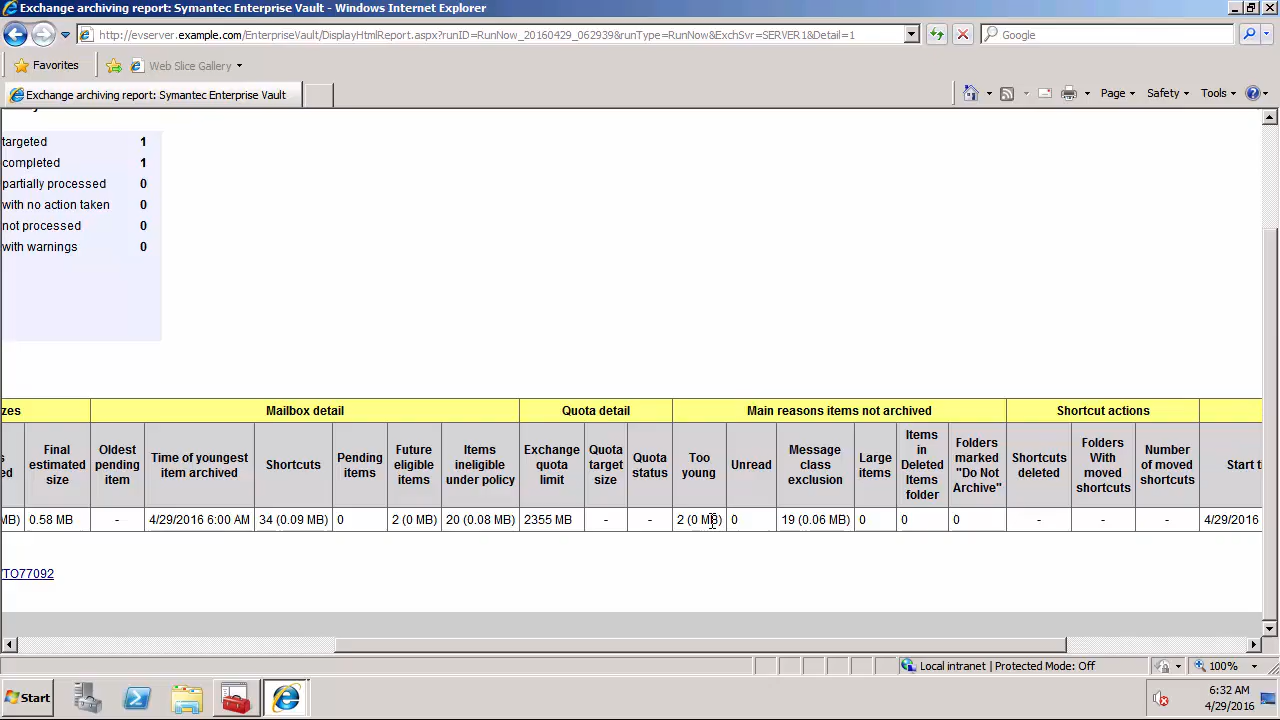 Exchange archiving report: Symantec Enterprise Vault - Windows Internet Explorer
http://evserver.example.com/EnterpriseVault/DisplayHtmlReport.aspx?runID=RunNow_20160429_062939&runType=RunNow&ExchSvr=SERVER1&Detail=1
Google
Favorites
Web Slice Gallery
Exchange archiving report: Symantec Enterprise Vault
Page
Safety
Tools
targeted 1
completed 1
partially processed 0
with no action taken 0
not processed 0
with warnings 0
zes Mailbox detail Quota detail Main reasons items not archived Shortcut actions
Final estimated size
Oldest pending item
Time of youngest item archived
Shortcuts
Pending items
Future eligible items
Items ineligible under policy
Exchange quota limit
Quota target size
Quota status
Too young
Unread
Message class exclusion
Large items
Items in Deleted Items folder
Folders marked "Do Not Archive"
Shortcuts deleted
Folders With moved shortcuts
Number of moved shortcuts
Start t
MB) 0.58 MB - 4/29/2016 6:00 AM 34 (0.09 MB) 0 2 (0 MB) 20 (0.08 MB) 2355 MB - - 2 (0 MB) 0 19 (0.06 MB) 0 0 0 - - - 4/29/2016
/TO77092
Local intranet | Protected Mode: Off
100%
Start
6:32 AM
4/29/2016